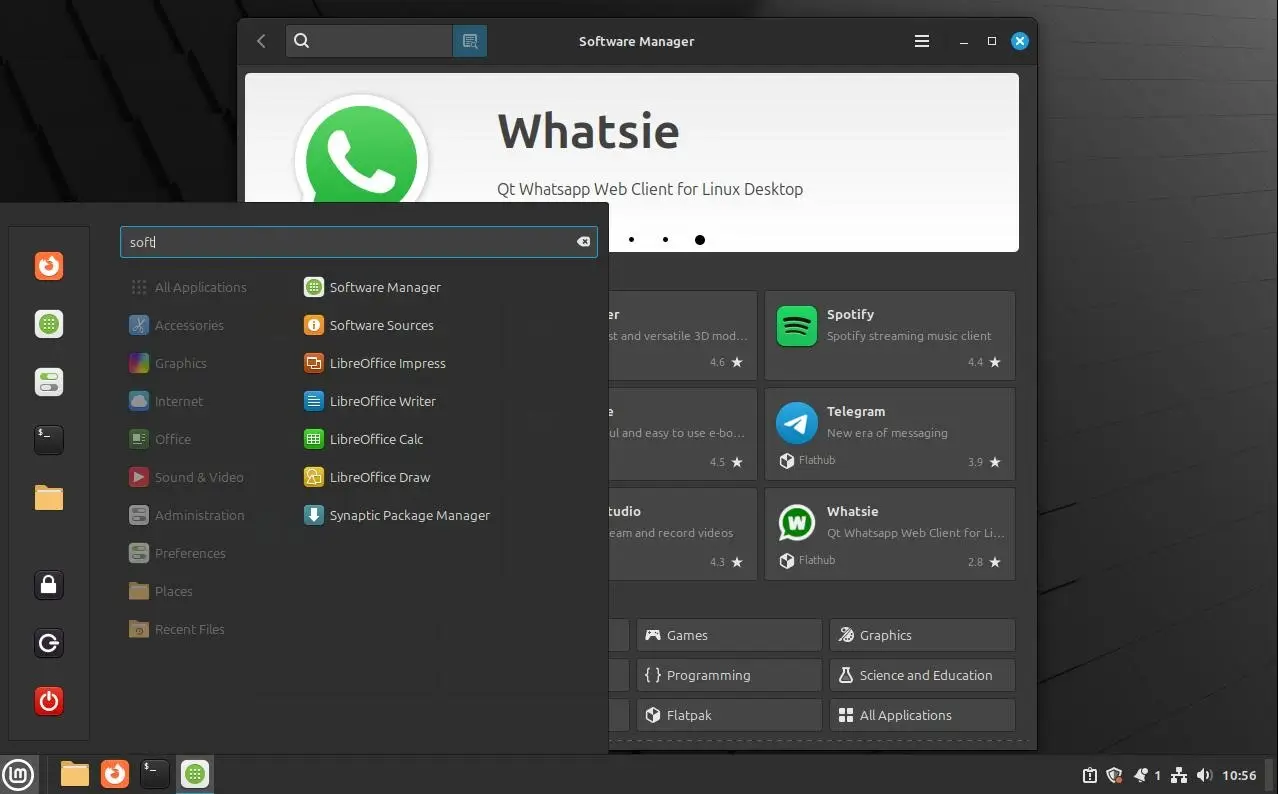 Software Manager
Whatsie
Qt Whatsapp Web Client for Linux Desktop
soft
All Applications
Accessories
Graphics
Internet
Office
Sound & Video
Administration
Preferences
Places
Recent Files
Software Manager
Software Sources
LibreOffice Impress
LibreOffice Writer
LibreOffice Calc
LibreOffice Draw
Synaptic Package Manager
er
st and versatile 3D mod...
4.6
Spotify
Spotify streaming music client
4.4
e
ul and easy to use e-bo...
4.5
Telegram
New era of messaging
Flathub
3.9
tudio
eam and record videos
4.3
Whatsie
Qt Whatsapp Web Client for Li...
Flathub
2.8
Games
Graphics
Programming
Science and Education
Flatpak
All Applications
1
10:56